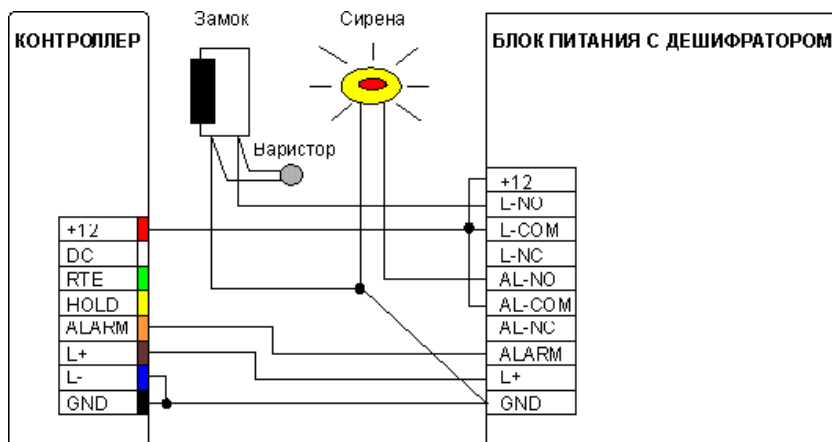 Замок
Сирена
КОНТРОЛЛЕР
БЛОК ПИТАНИЯ С ДЕШИФРАТОРОМ
Варистор
+12
DC
RTE
HOLD
ALARM
L+
L-
GND
+12
L-NO
L-COM
L-NC
AL-NO
AL-COM
AL-NC
ALARM
L+
GND